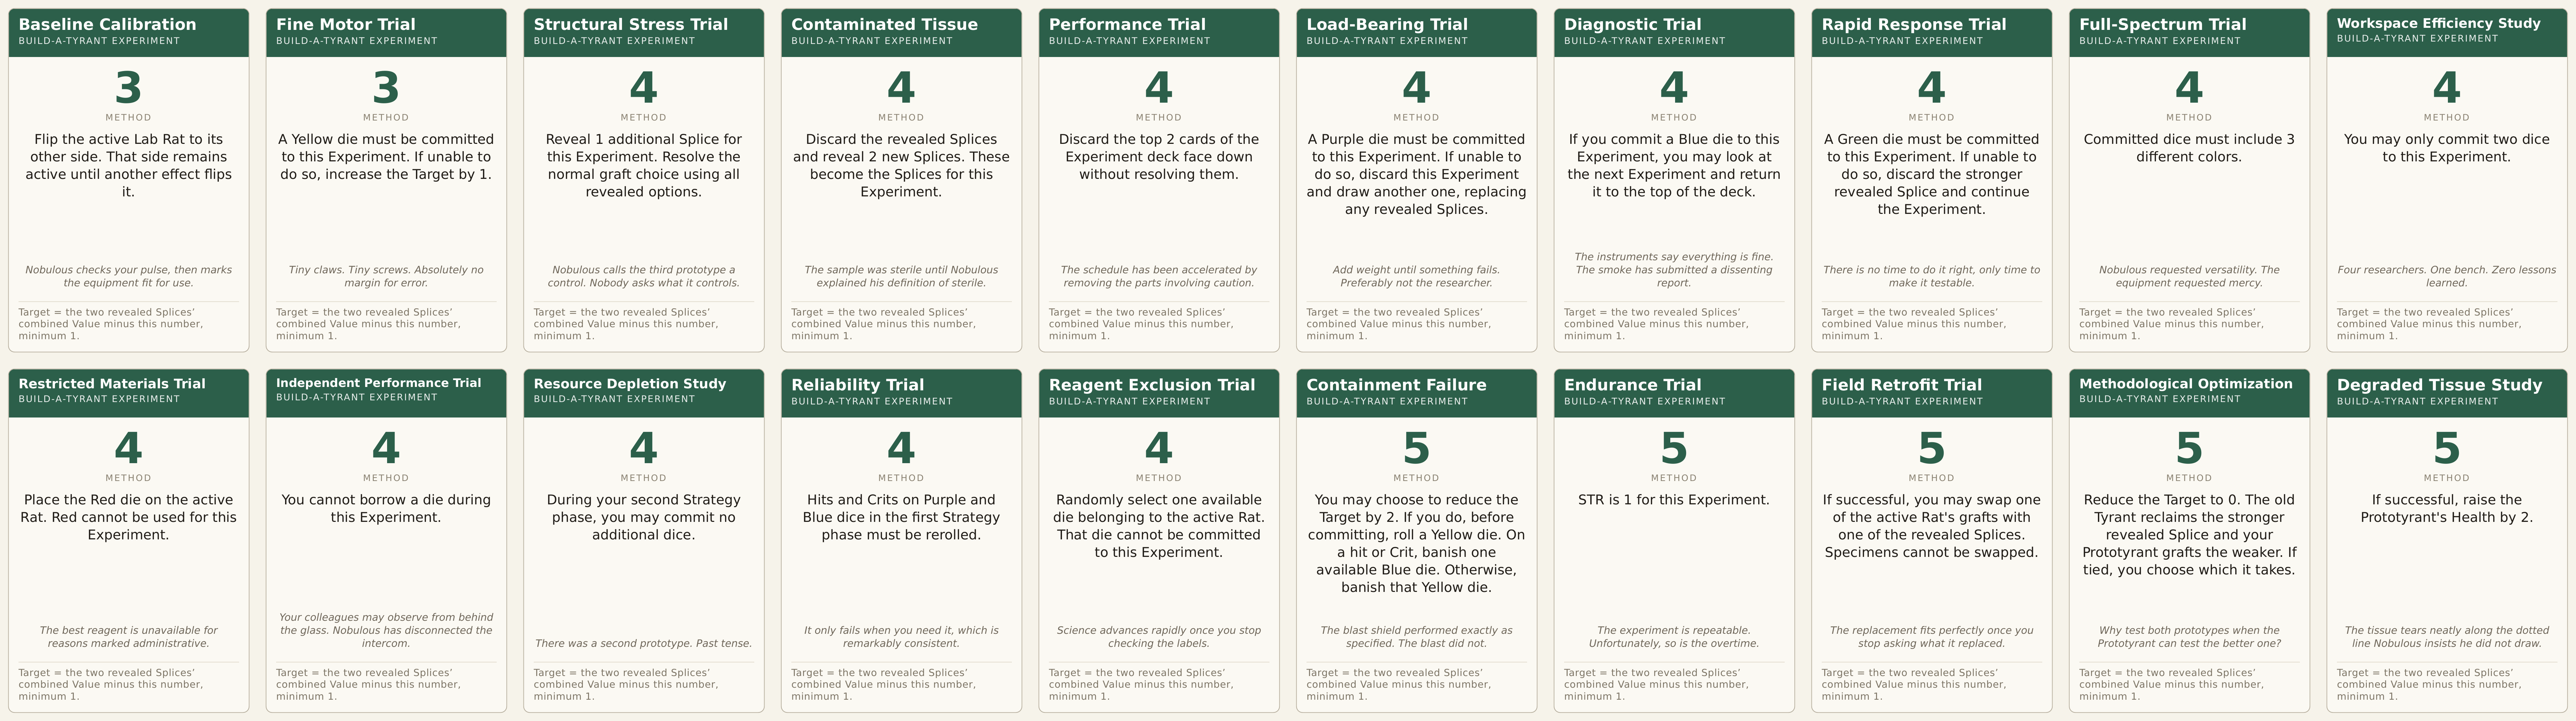 Baseline Calibration
BUILD-A-TYRANT EXPERIMENT
3
METHOD
Flip the active Lab Rat to its
other side. That side remains
active until another effect flips
it.
Nobulous checks your pulse, then marks
the equipment fit for use.
Target = the two revealed Splices’
combined Value minus this number,
minimum 1.
Fine Motor Trial
BUILD-A-TYRANT EXPERIMENT
3
METHOD
A Yellow die must be committed
to this Experiment. If unable to
do so, increase the Target by 1.
Tiny claws. Tiny screws. Absolutely no
margin for error.
Target = the two revealed Splices’
combined Value minus this number,
minimum 1.
Structural Stress Trial
BUILD-A-TYRANT EXPERIMENT
4
METHOD
Reveal 1 additional Splice for
this Experiment. Resolve the
normal graft choice using all
revealed options.
Nobulous calls the third prototype a
control. Nobody asks what it controls.
Target = the two revealed Splices’
combined Value minus this number,
minimum 1.
Contaminated Tissue
BUILD-A-TYRANT EXPERIMENT
4
METHOD
Discard the revealed Splices
and reveal 2 new Splices. These
become the Splices for this
Experiment.
The sample was sterile until Nobulous
explained his definition of sterile.
Target = the two revealed Splices’
combined Value minus this number,
minimum 1.
Performance Trial
BUILD-A-TYRANT EXPERIMENT
4
METHOD
Discard the top 2 cards of the
Experiment deck face down
without resolving them.
The schedule has been accelerated by
removing the parts involving caution.
Target = the two revealed Splices’
combined Value minus this number,
minimum 1.
Load-Bearing Trial
BUILD-A-TYRANT EXPERIMENT
4
METHOD
A Purple die must be committed
to this Experiment. If unable to
do so, discard this Experiment
and draw another one, replacing
any revealed Splices.
Add weight until something fails.
Preferably not the researcher.
Target = the two revealed Splices’
combined Value minus this number,
minimum 1.
Diagnostic Trial
BUILD-A-TYRANT EXPERIMENT
4
METHOD
If you commit a Blue die to this
Experiment, you may look at
the next Experiment and return
it to the top of the deck.
The instruments say everything is fine.
The smoke has submitted a dissenting
report.
Target = the two revealed Splices’
combined Value minus this number,
minimum 1.
Rapid Response Trial
BUILD-A-TYRANT EXPERIMENT
4
METHOD
A Green die must be committed
to this Experiment. If unable to
do so, discard the stronger
revealed Splice and continue
the Experiment.
There is no time to do it right, only time to
make it testable.
Target = the two revealed Splices’
combined Value minus this number,
minimum 1.
Full-Spectrum Trial
BUILD-A-TYRANT EXPERIMENT
4
METHOD
Committed dice must include 3
different colors.
Nobulous requested versatility. The
equipment requested mercy.
Target = the two revealed Splices’
combined Value minus this number,
minimum 1.
Workspace Efficiency Study
BUILD-A-TYRANT EXPERIMENT
4
METHOD
You may only commit two dice
to this Experiment.
Four researchers. One bench. Zero lessons
learned.
Target = the two revealed Splices’
combined Value minus this number,
minimum 1.
Restricted Materials Trial
BUILD-A-TYRANT EXPERIMENT
4
METHOD
Place the Red die on the active
Rat. Red cannot be used for this
Experiment.
The best reagent is unavailable for
reasons marked administrative.
Target = the two revealed Splices’
combined Value minus this number,
minimum 1.
Independent Performance Trial
BUILD-A-TYRANT EXPERIMENT
4
METHOD
You cannot borrow a die during
this Experiment.
Your colleagues may observe from behind
the glass. Nobulous has disconnected the
intercom.
Target = the two revealed Splices’
combined Value minus this number,
minimum 1.
Resource Depletion Study
BUILD-A-TYRANT EXPERIMENT
4
METHOD
During your second Strategy
phase, you may commit no
additional dice.
There was a second prototype. Past tense.
Target = the two revealed Splices’
combined Value minus this number,
minimum 1.
Reliability Trial
BUILD-A-TYRANT EXPERIMENT
4
METHOD
Hits and Crits on Purple and
Blue dice in the first Strategy
phase must be rerolled.
It only fails when you need it, which is
remarkably consistent.
Target = the two revealed Splices’
combined Value minus this number,
minimum 1.
Reagent Exclusion Trial
BUILD-A-TYRANT EXPERIMENT
4
METHOD
Randomly select one available
die belonging to the active Rat.
That die cannot be committed
to this Experiment.
Science advances rapidly once you stop
checking the labels.
Target = the two revealed Splices’
combined Value minus this number,
minimum 1.
Containment Failure
BUILD-A-TYRANT EXPERIMENT
5
METHOD
You may choose to reduce the
Target by 2. If you do, before
committing, roll a Yellow die. On
a hit or Crit, banish one
available Blue die. Otherwise,
banish that Yellow die.
The blast shield performed exactly as
specified. The blast did not.
Target = the two revealed Splices’
combined Value minus this number,
minimum 1.
Endurance Trial
BUILD-A-TYRANT EXPERIMENT
5
METHOD
STR is 1 for this Experiment.
The experiment is repeatable.
Unfortunately, so is the overtime.
Target = the two revealed Splices’
combined Value minus this number,
minimum 1.
Field Retrofit Trial
BUILD-A-TYRANT EXPERIMENT
5
METHOD
If successful, you may swap one
of the active Rat's grafts with
one of the revealed Splices.
Specimens cannot be swapped.
The replacement fits perfectly once you
stop asking what it replaced.
Target = the two revealed Splices’
combined Value minus this number,
minimum 1.
Methodological Optimization
BUILD-A-TYRANT EXPERIMENT
5
METHOD
Reduce the Target to 0. The old
Tyrant reclaims the stronger
revealed Splice and your
Prototyrant grafts the weaker. If
tied, you choose which it takes.
Why test both prototypes when the
Prototyrant can test the better one?
Target = the two revealed Splices’
combined Value minus this number,
minimum 1.
Degraded Tissue Study
BUILD-A-TYRANT EXPERIMENT
5
METHOD
If successful, raise the
Prototyrant's Health by 2.
The tissue tears neatly along the dotted
line Nobulous insists he did not draw.
Target = the two revealed Splices’
combined Value minus this number,
minimum 1.